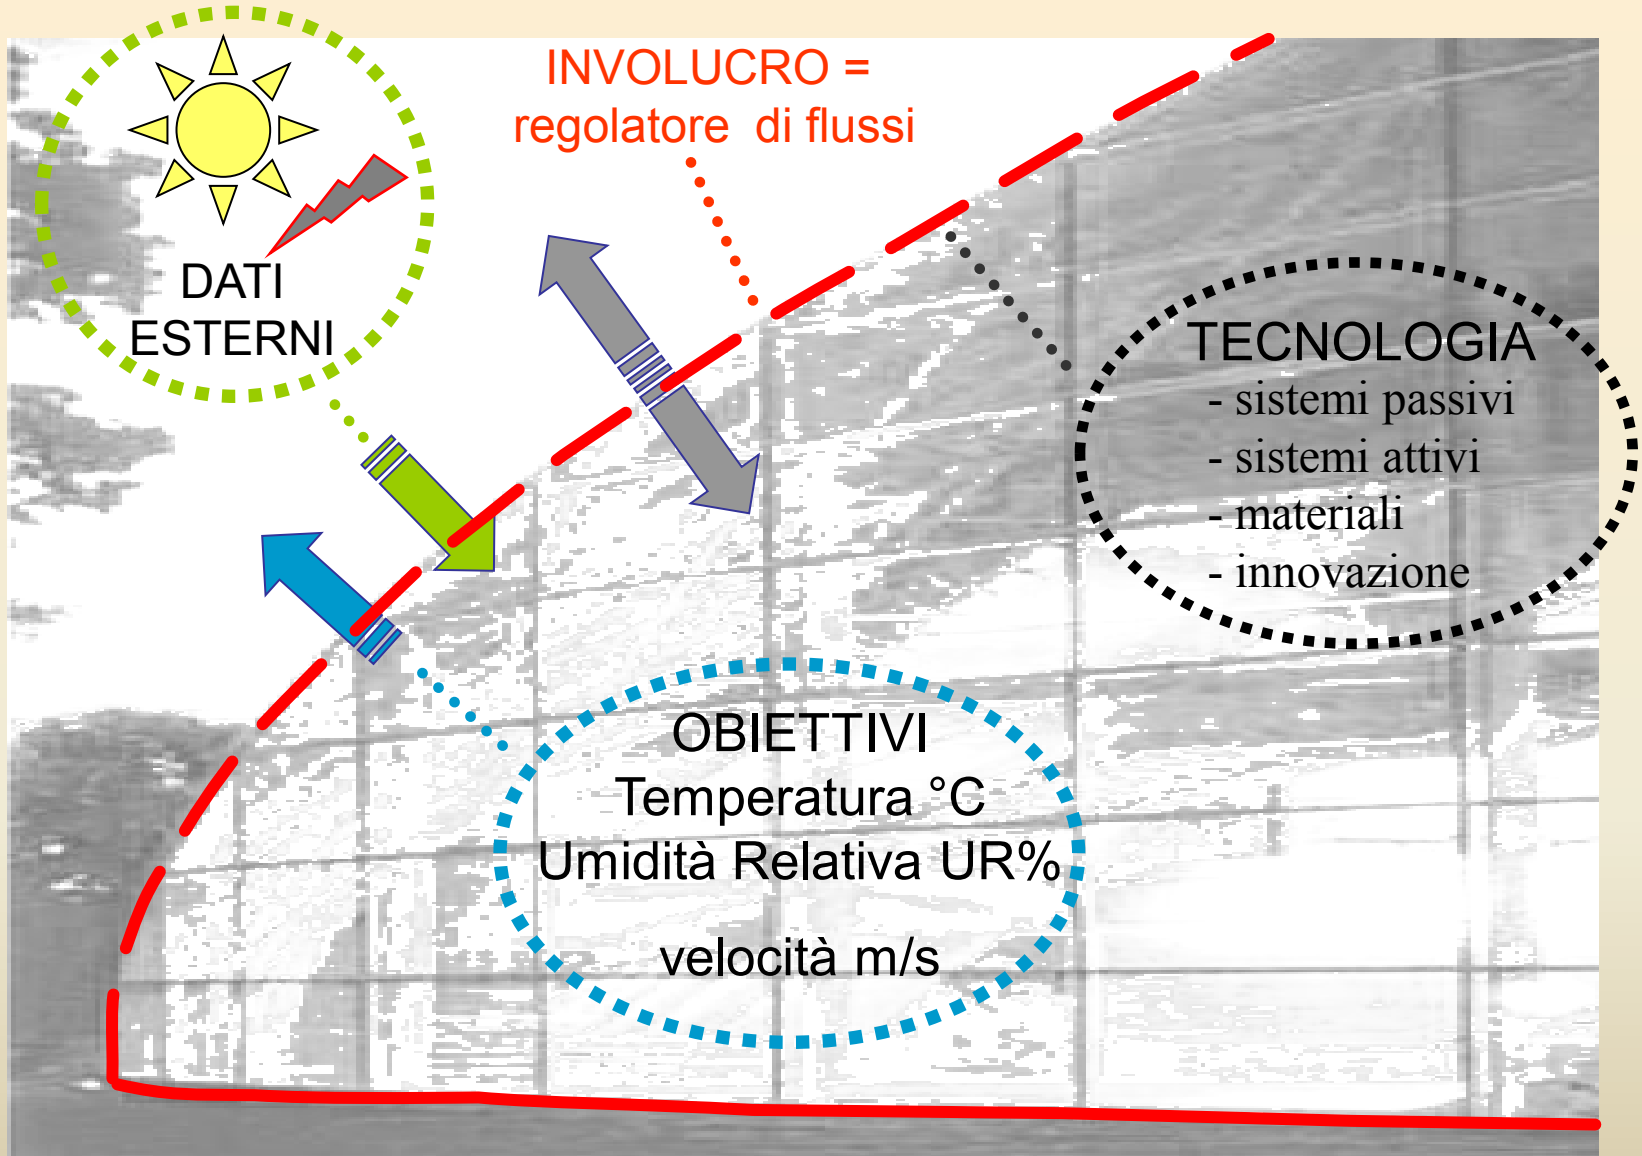 INVOLUCRO =
regolatore di flussi
DATI
ESTERNI
TECNOLOGIA
- sistemi passivi
- sistemi attivi
- materiali
- innovazione
OBIETTIVI
Temperatura °C
Umidità Relativa UR%
velocità m/s